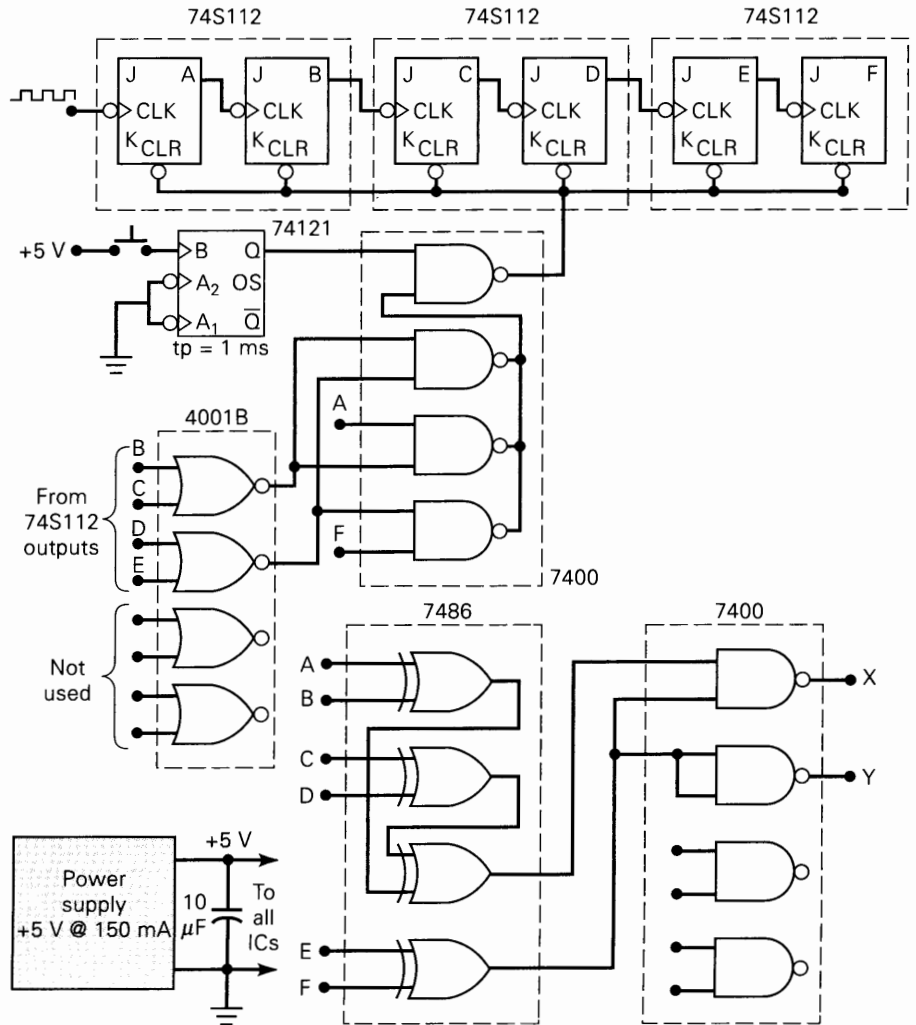 74S112 74S112 74S112
J A J B J C J D J E J F
CLK CLK CLK CLK CLK CLK
K CLR K CLR K CLR K CLR K CLR K CLR
74121
+5 V B Q
A2 OS
A1 Q̅
tp = 1 ms
A
4001B
B
C
From
74S112
outputs
D
E
F
7400
7486 7400
Not
used
A
B
X
C
D
Y
+5 V
Power
supply
+5 V @ 150 mA
10
µF
To
all
ICs
E
F